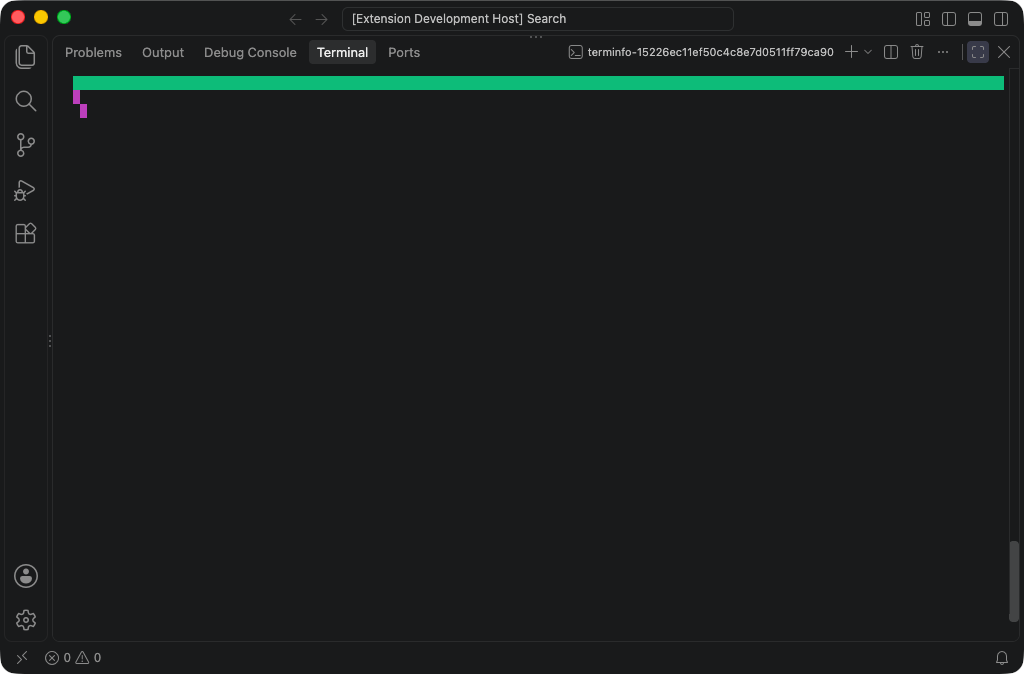 [Extension Development Host] Search
Problems Output Debug Console Terminal Ports terminfo-15226ec11ef50c4c8e7d0511ff79ca90
0 0